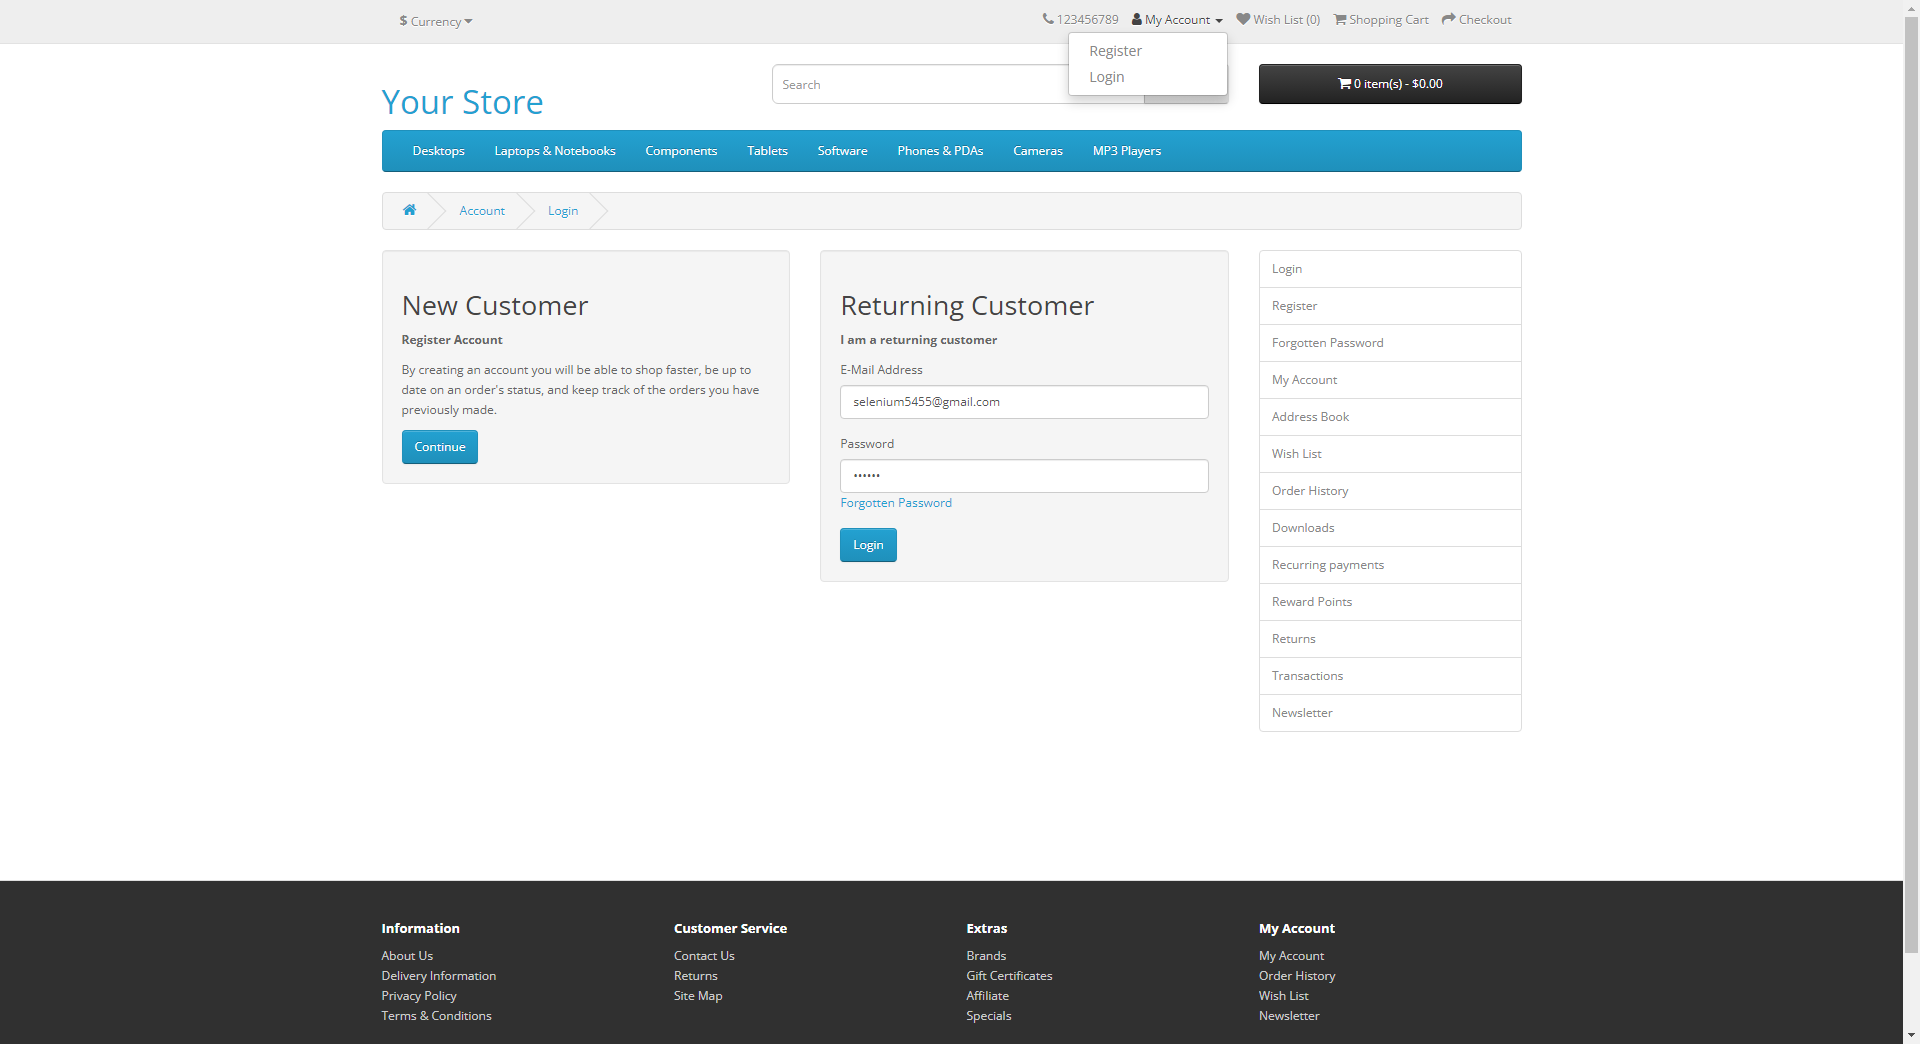 $ Currency
123456789 My Account Wish List (0) Shopping Cart Checkout
Register
Login
Your Store
Search
0 item(s) - $0.00
Desktops Laptops & Notebooks Components Tablets Software Phones & PDAs Cameras MP3 Players
Account Login
New Customer
Register Account
By creating an account you will be able to shop faster, be up to
date on an order's status, and keep track of the orders you have
previously made.
Continue
Returning Customer
I am a returning customer
E-Mail Address
selenium5455@gmail.com
Password
••••••
Forgotten Password
Login
Login
Register
Forgotten Password
My Account
Address Book
Wish List
Order History
Downloads
Recurring payments
Reward Points
Returns
Transactions
Newsletter
Information
About Us
Delivery Information
Privacy Policy
Terms & Conditions
Customer Service
Contact Us
Returns
Site Map
Extras
Brands
Gift Certificates
Affiliate
Specials
My Account
My Account
Order History
Wish List
Newsletter